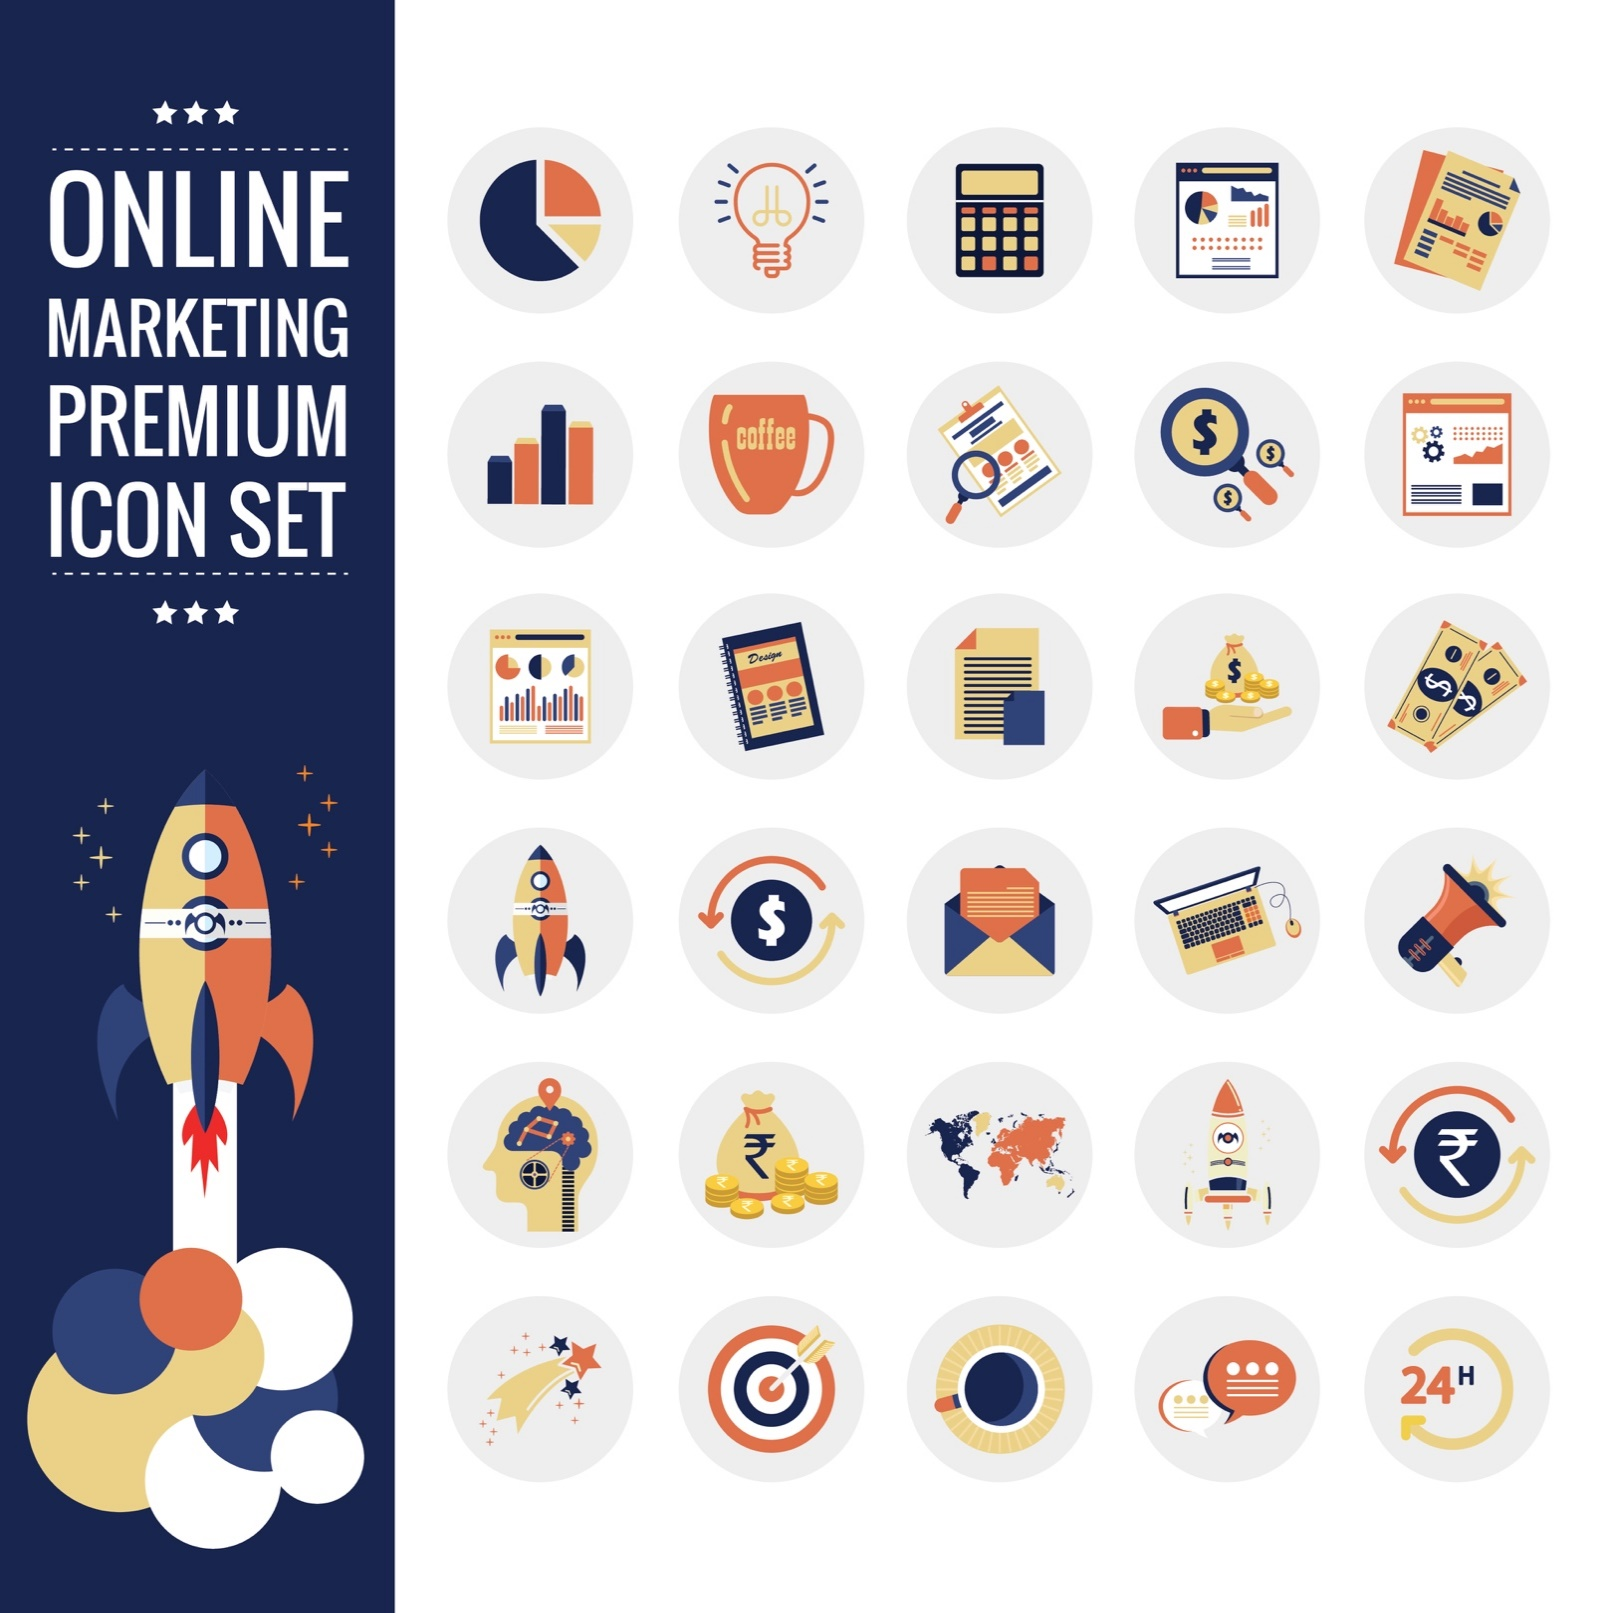 ONLINE
MARKETING
PREMIUM
ICON SET
coffee
$
$
$
Design
$
$
$
$
₹
₹
24H